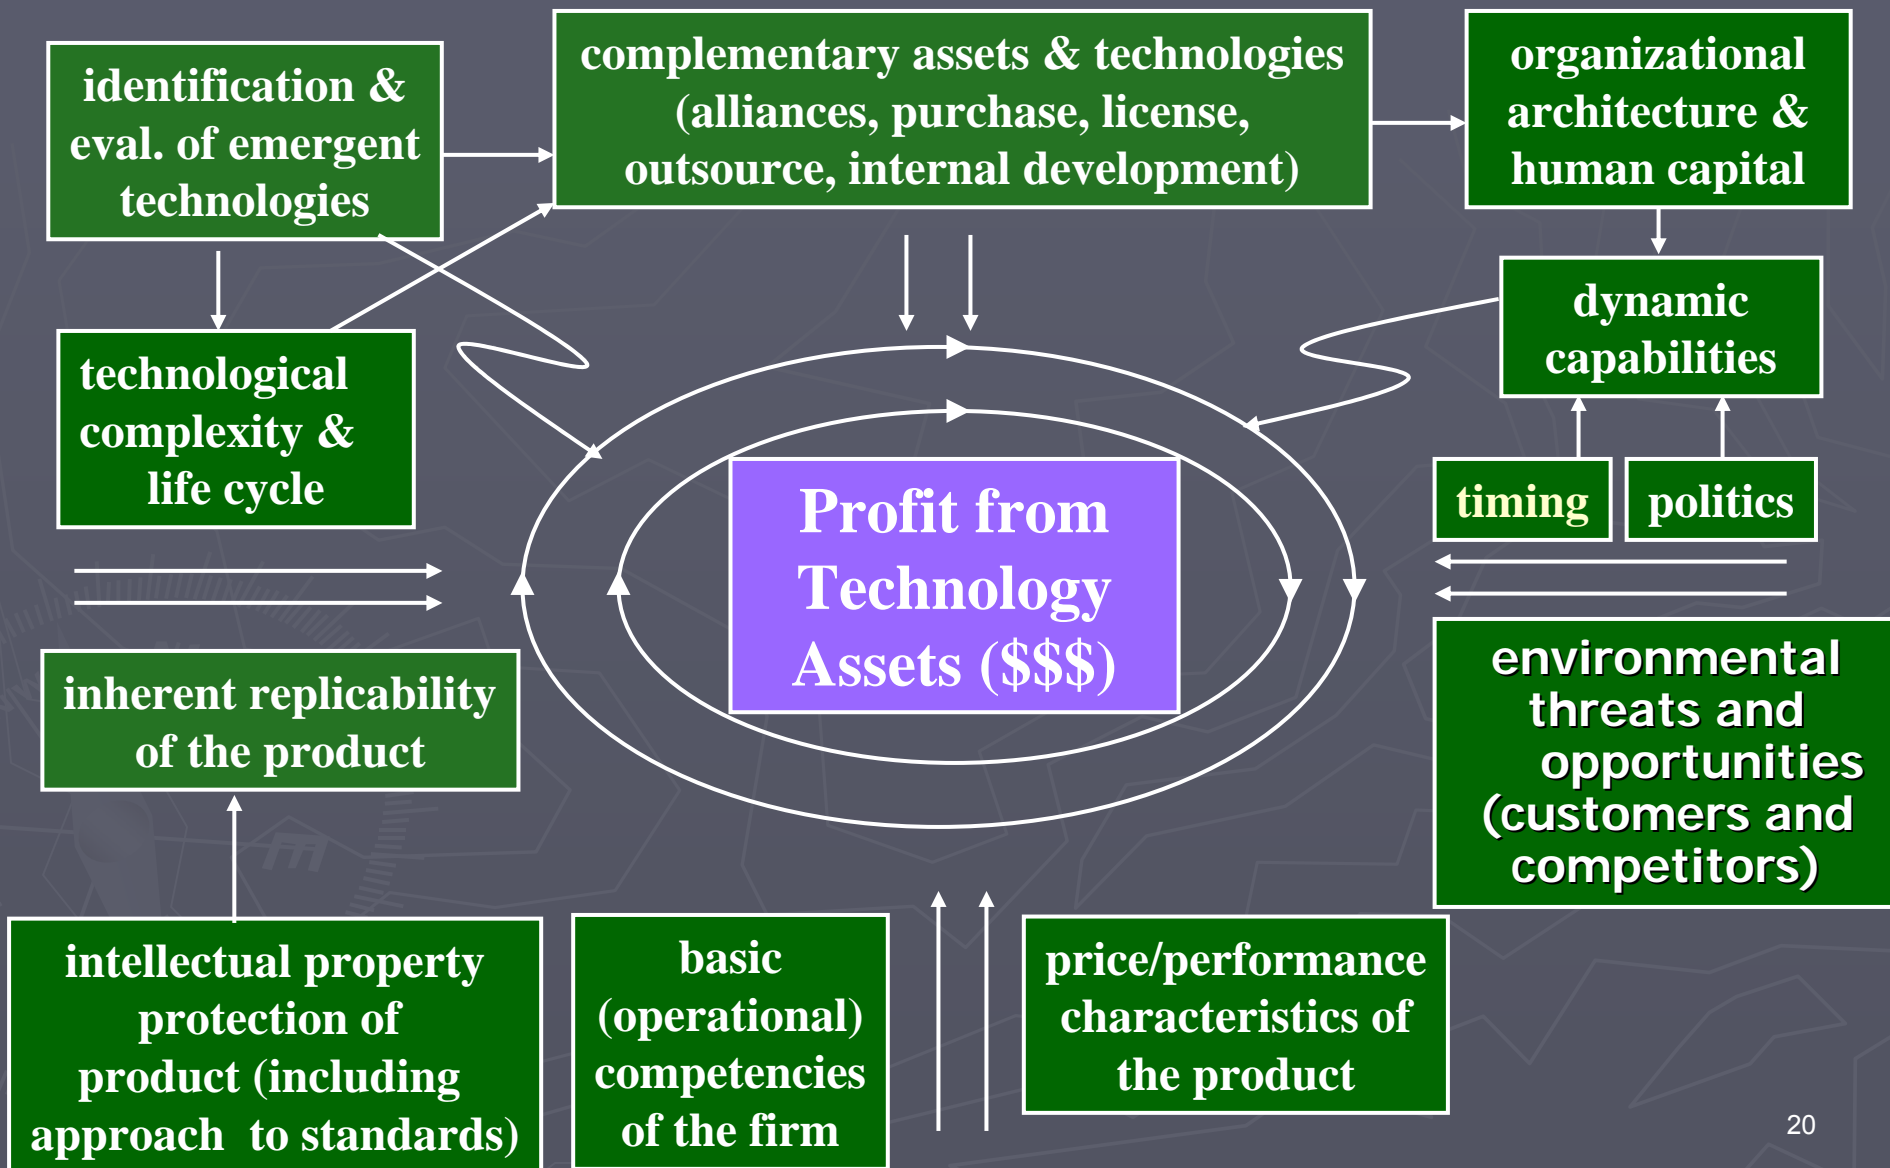 identification &
eval. of emergent
technologies
complementary assets & technologies
(alliances, purchase, license,
outsource, internal development)
organizational
architecture &
human capital
technological
complexity &
life cycle
dynamic
capabilities
timing
politics
Profit from
Technology
Assets ($$$)
inherent replicability
of the product
environmental
threats and
opportunities
(customers and
competitors)
intellectual property
protection of
product (including
approach  to standards)
basic
(operational)
competencies
of the firm
price/performance
characteristics of
the product
20